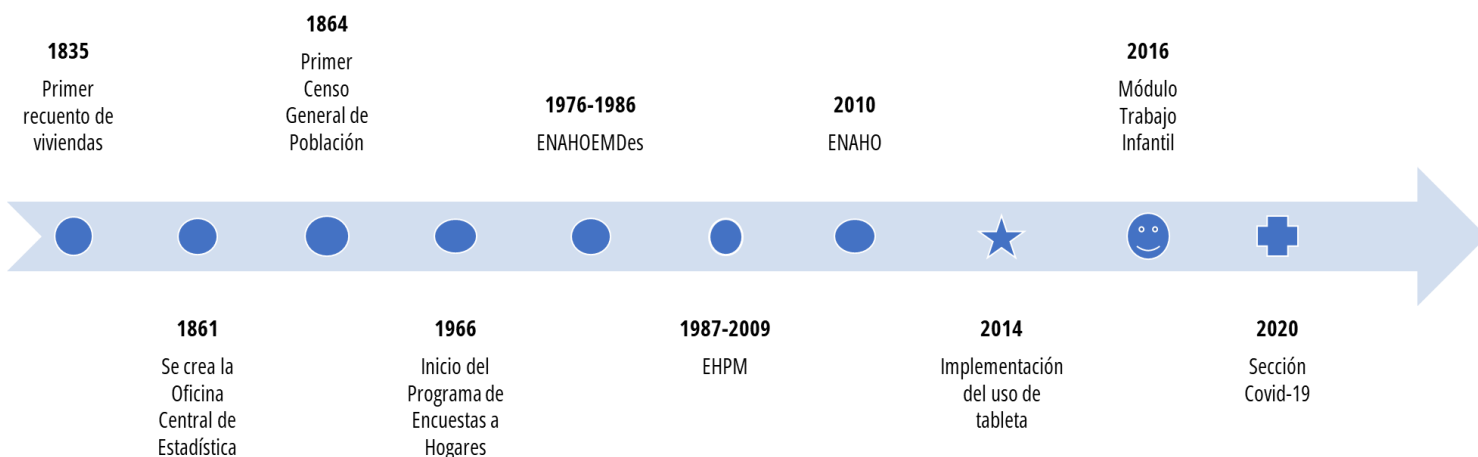 1835
Primer
recuento de
viviendas
1861
Se crea la
Oficina
Central de
Estadística
1864
Primer
Censo
General de
Población
1966
Inicio del
Programa de
Encuestas a
Hogares
1976-1986
ENAHOEMDes
1987-2009
EHPM
2010
ENAHO
2014
Implementación
del uso de
tableta
2016
Módulo
Trabajo
Infantil
2020
Sección
Covid-19